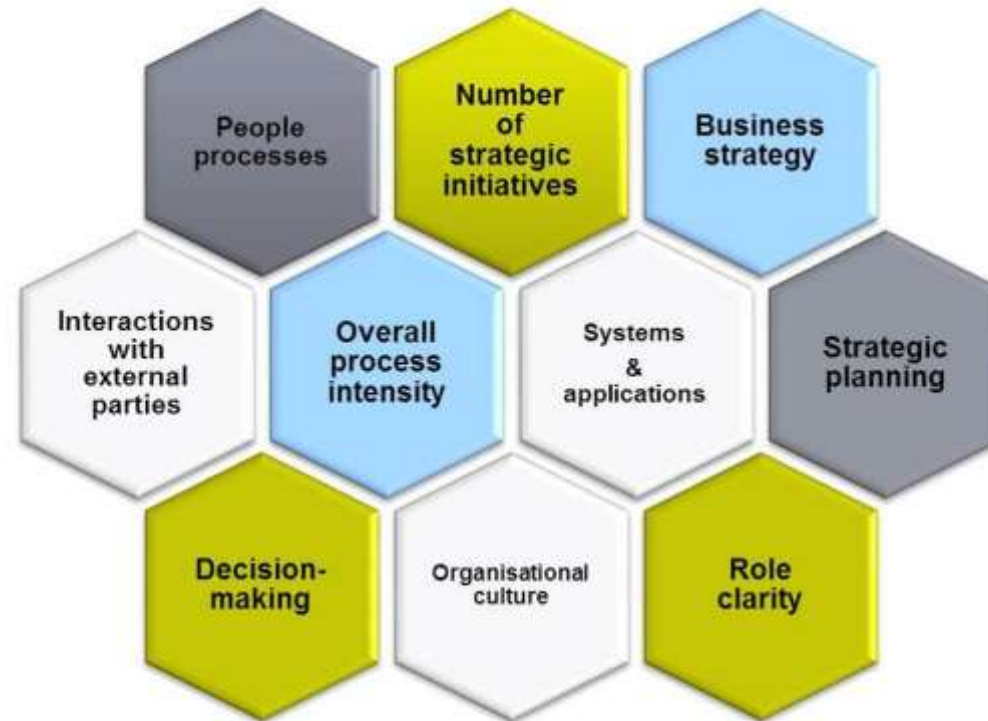 People
processes
Number
of
strategic
initiatives
Business
strategy
Interactions
with
external
parties
Overall
process
intensity
Systems
&
applications
Strategic
planning
Decision-
making
Organisational
culture
Role
clarity